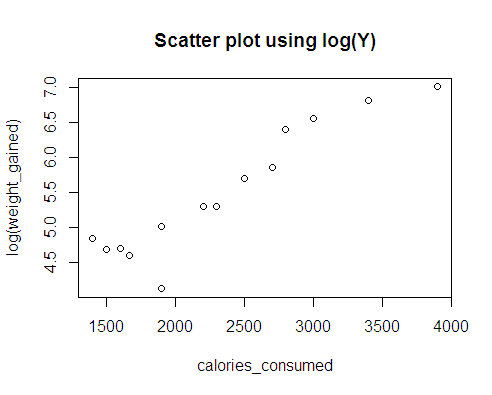 Scatter plot using log(Y)
log(weight_gained)
7.0
6.5
6.0
5.5
5.0
4.5
1500 2000 2500 3000 3500 4000
calories_consumed